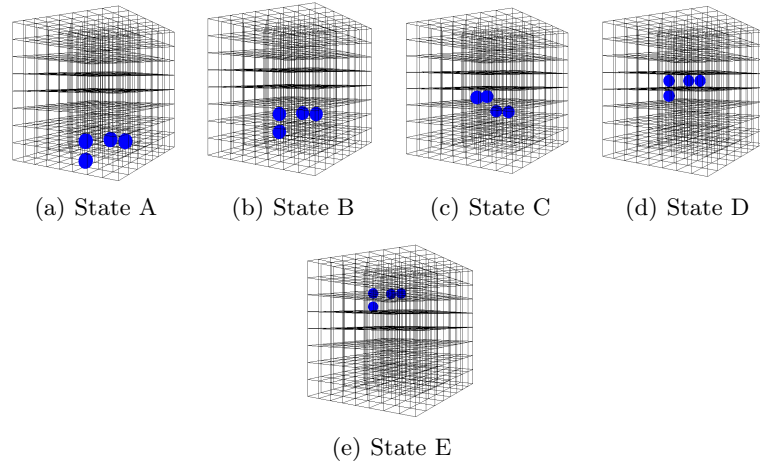 (a) State A
(b) State B
(c) State C
(d) State D
(e) State E